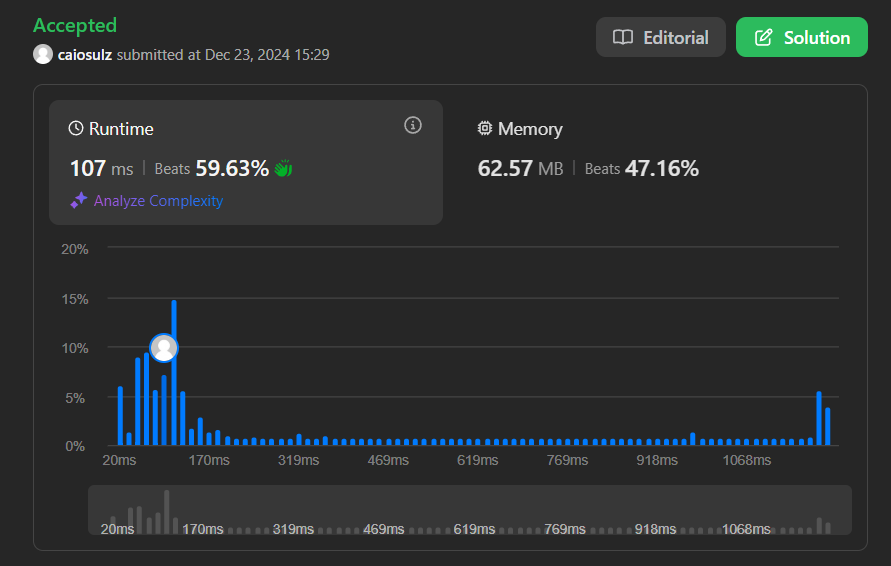 Accepted
caiosulz submitted at Dec 23, 2024 15:29
Editorial
Solution
Runtime
107 ms | Beats 59.63%
Analyze Complexity
Memory
62.57 MB | Beats 47.16%
20%
15%
10%
5%
0%
20ms 170ms 319ms 469ms 619ms 769ms 918ms 1068ms
20ms 170ms 319ms 469ms 619ms 769ms 918ms 1068ms